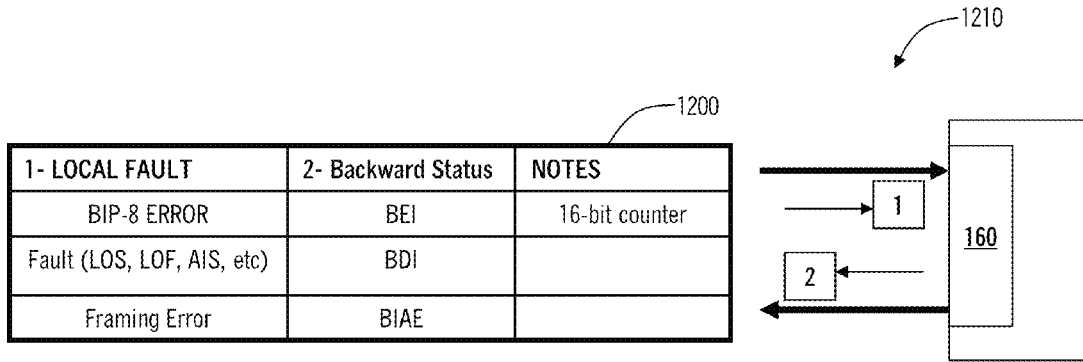 1210
1200
1- LOCAL FAULT 2- Backward Status NOTES
BIP-8 ERROR BEI 16-bit counter
Fault (LOS, LOF, AIS, etc) BDI
Framing Error BIAE
1
160
2